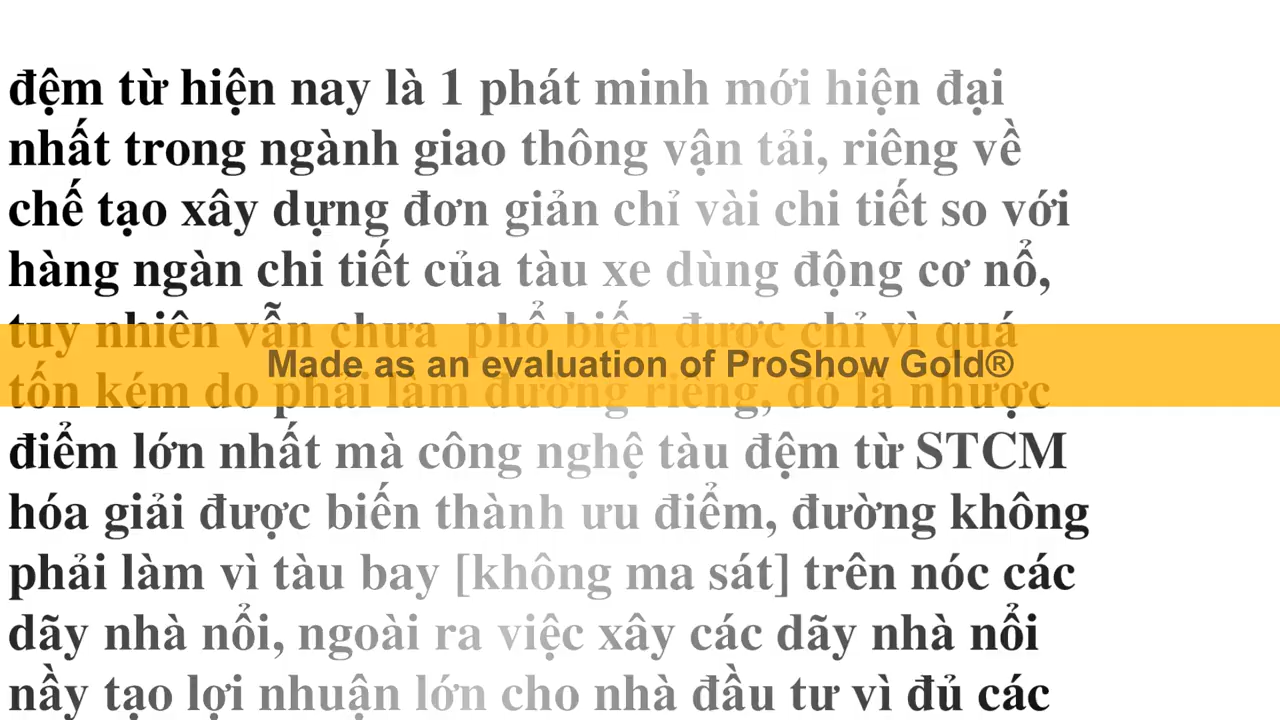 đệm từ hiện nay là 1 phát minh mới hiện đại
nhất trong ngành giao thông vận tải, riêng về
chế tạo xây dựng đơn giản chỉ vài chi tiết so với
hàng ngàn chi tiết của tàu xe dùng động cơ nổ,
tuy nhiên vẫn chưa phổ biến được chỉ vì quá
Made as an evaluation of ProShow Gold®
tốn kém do phải làm đường riêng, đó là nhược
điểm lớn nhất mà công nghệ tàu đệm từ STCM
hóa giải được biến thành ưu điểm, đường không
phải làm vì tàu bay [không ma sát] trên nóc các
dãy nhà nổi, ngoài ra việc xây các dãy nhà nổi
nầy tạo lợi nhuận lớn cho nhà đầu tư vì đủ các